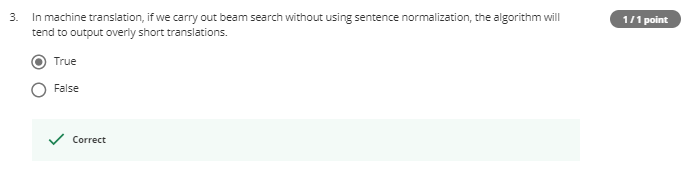 3. In machine translation, if we carry out beam search without using sentence normalization, the algorithm will
1 / 1 point
tend to output overly short translations.
True
False
Correct